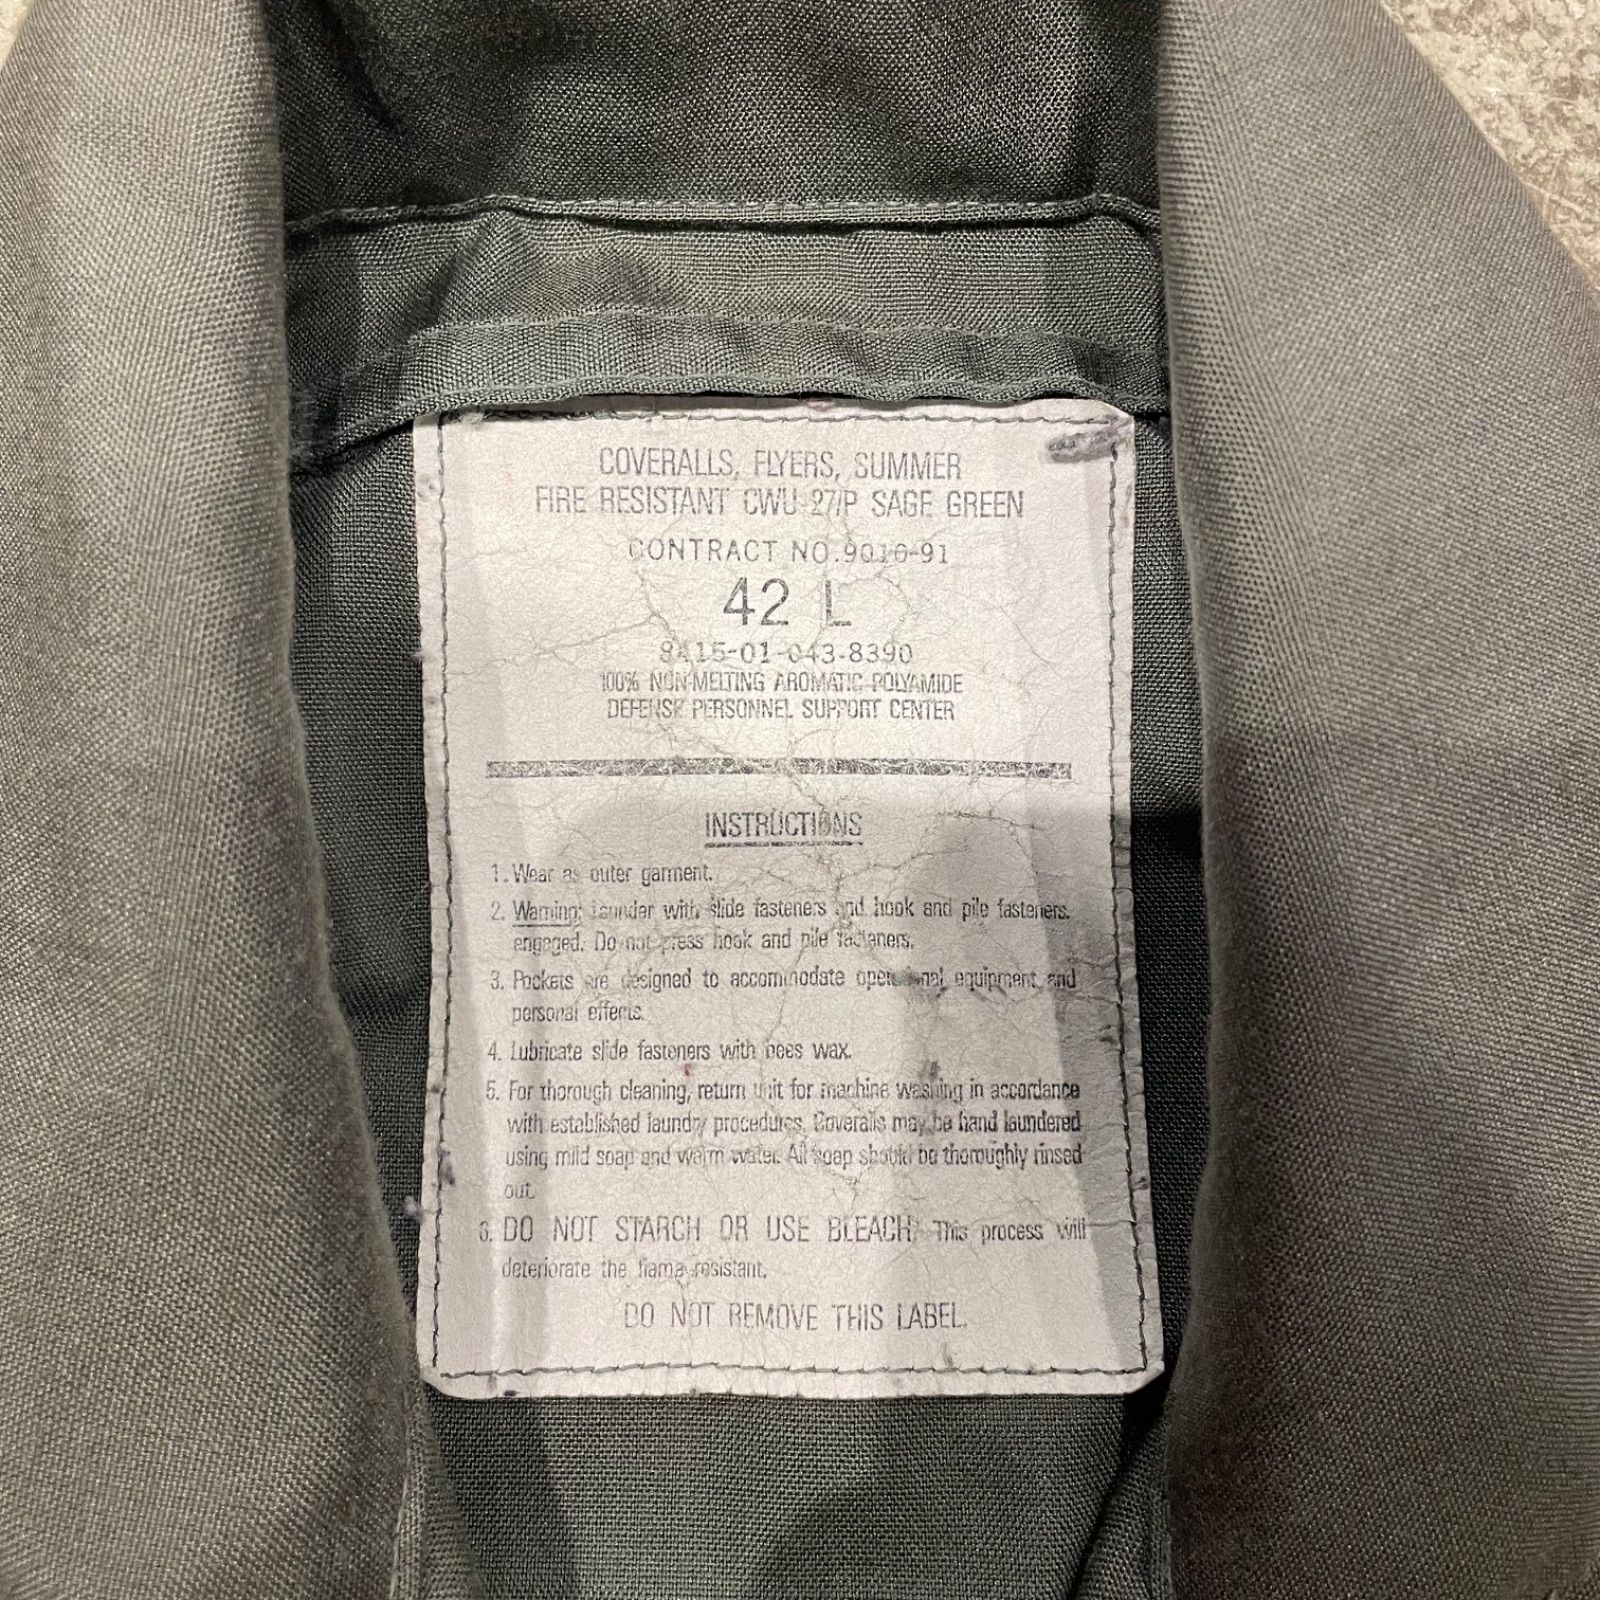 COVERALLS, FLYERS, SUMMER
FIRE RESISTANT CWU-27/P SAGE GREEN
CONTRACT NO.9010-91
42 L
8415-01-043-8390
100% NON MELTING AROMATIC POLYAMIDE
DEFENSE PERSONNEL SUPPORT CENTER
INSTRUCTIONS
1. Wear as outer garment.
2. Warning: Launder with slide fasteners and hook and pile fasteners.
engaged. Do not press hook and pile fasteners.
3. Pockets are designed to accommodate operational equipment and
personal effects.
4. Lubricate slide fasteners with bees wax.
5. For thorough cleaning, return unit for machine washing in accordance
with established laundry procedures. Coveralls may be hand laundered
using mild soap and warm water. All soap should be thoroughly rinsed
out.
6. DO NOT STARCH OR USE BLEACH. This process will
deteriorate the flame resistant.
DO NOT REMOVE THIS LABEL.